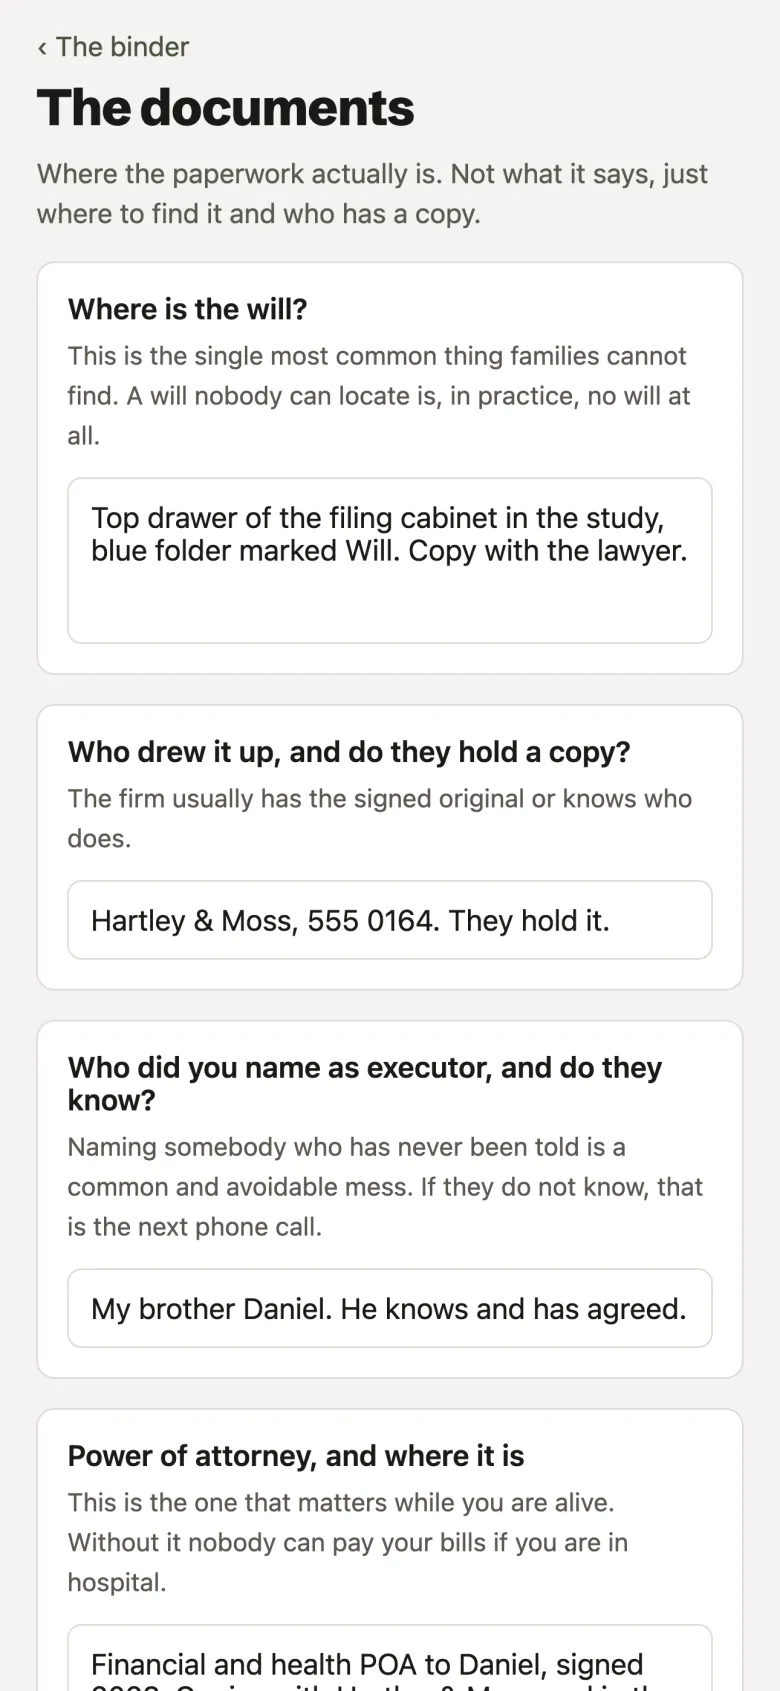 ‹ The binder
The documents
Where the paperwork actually is. Not what it says, just
where to find it and who has a copy.
Where is the will?
This is the single most common thing families cannot
find. A will nobody can locate is, in practice, no will at
all.
Top drawer of the filing cabinet in the study,
blue folder marked Will. Copy with the lawyer.
Who drew it up, and do they hold a copy?
The firm usually has the signed original or knows who
does.
Hartley & Moss, 555 0164. They hold it.
Who did you name as executor, and do they
know?
Naming somebody who has never been told is a
common and avoidable mess. If they do not know, that
is the next phone call.
My brother Daniel. He knows and has agreed.
Power of attorney, and where it is
This is the one that matters while you are alive.
Without it nobody can pay your bills if you are in
hospital.
Financial and health POA to Daniel, signed